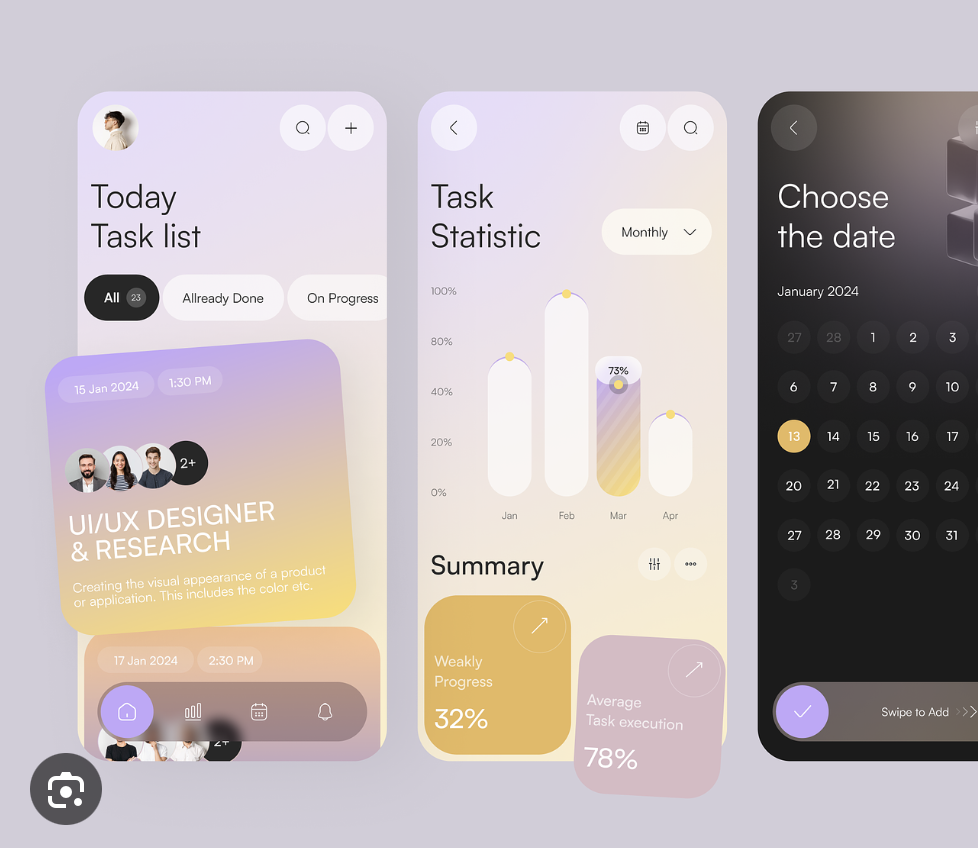 Today
Task list
All 23
Allready Done
On Progress
15 Jan 2024
1:30 PM
2+
UI/UX DESIGNER
& RESEARCH
Creating the visual appearance of a product
or application. This includes the color etc.
17 Jan 2024
2:30 PM
2+
Task
Statistic
Monthly
100%
80%
40%
20%
0%
73%
Jan Feb Mar Apr
Summary
Weakly
Progress
32%
Average
Task execution
78%
Choose
the date
January 2024
27 28 1 2 3
6 7 8 9 10
13 14 15 16 17
20 21 22 23 24
27 28 29 30 31
3
Swipe to Add